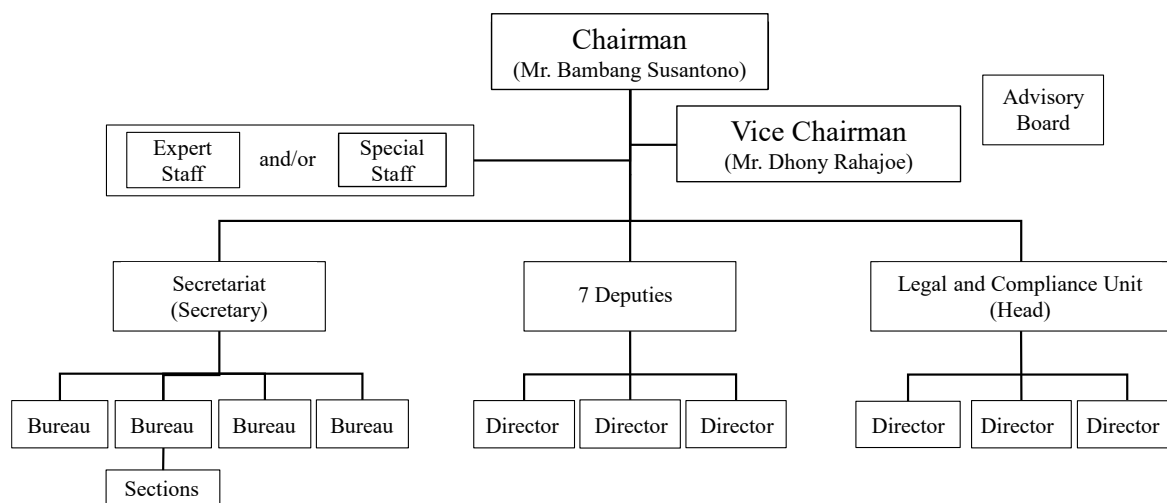 Chairman
(Mr. Bambang Susantono)
Advisory
Board
Vice Chairman
(Mr. Dhony Rahajoe)
Expert
Staff
and/or
Special
Staff
Secretariat
(Secretary)
7 Deputies
Legal and Compliance Unit
(Head)
Bureau
Bureau
Bureau
Bureau
Director
Director
Director
Director
Director
Director
Sections